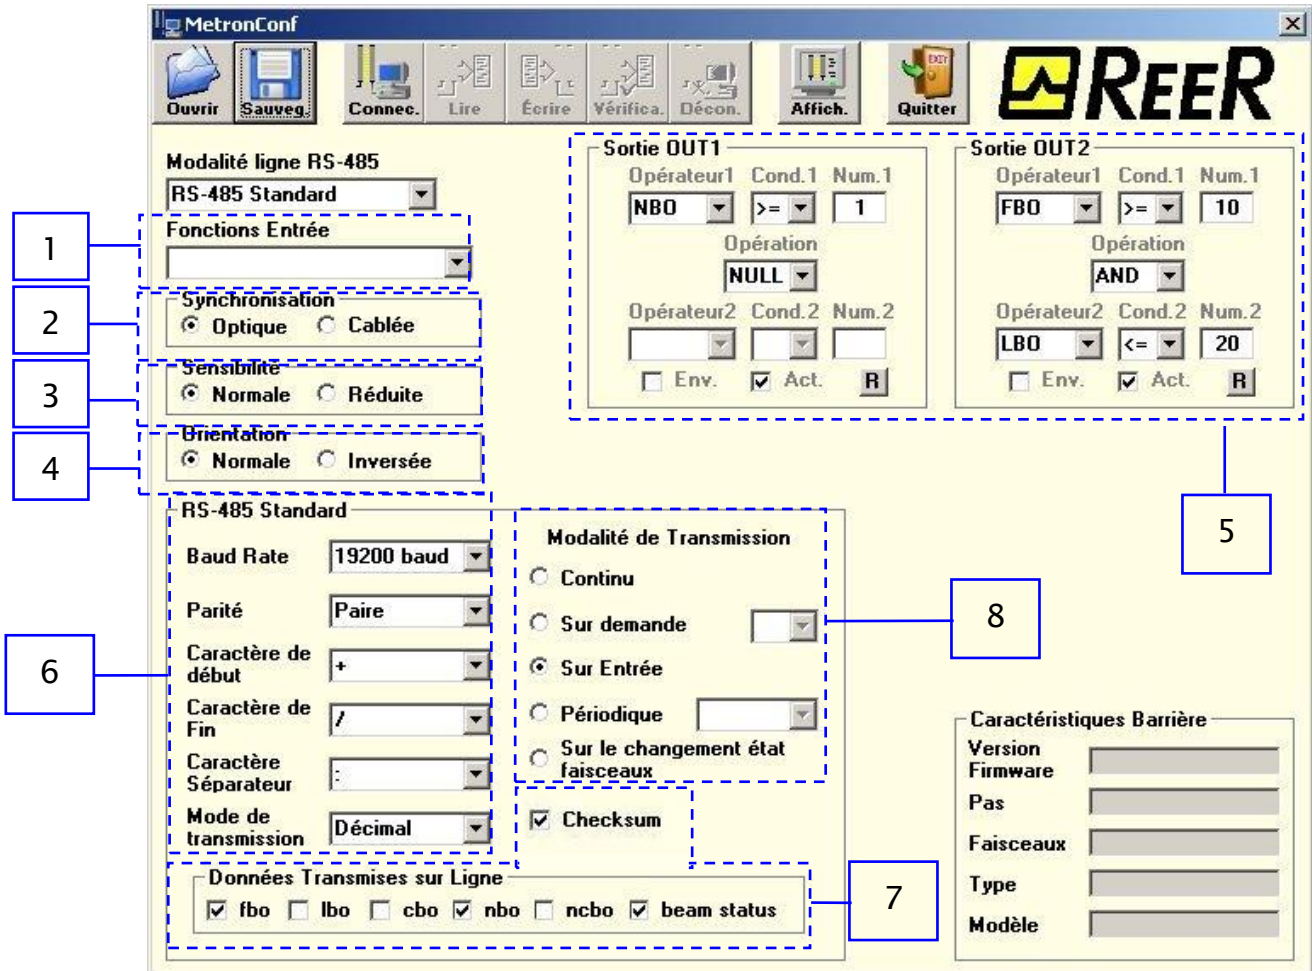 MetronConf
Ouvrir
Sauveg.
Connec.
Lire
Écrire
Vérifica.
Décon.
Affich.
EXIT
Quitter
REER
Modalité ligne RS-485
RS-485 Standard
1
Fonctions Entrée
2
Synchronisation
Optique Cablée
3
Sensibilité
Normale Réduite
4
Orientation
Normale Inversée
Sortie OUT1
Opérateur1 Cond.1 Num.1
NBO >= 1
Opération
NULL
Opérateur2 Cond.2 Num.2
Env. Act. R
Sortie OUT2
Opérateur1 Cond.1 Num.1
FBO >= 10
Opération
AND
Opérateur2 Cond.2 Num.2
LBO <= 20
Env. Act. R
5
6
RS-485 Standard
Baud Rate 19200 baud
Parité Paire
Caractère de
début +
Caractère de
Fin /
Caractère
Séparateur :
Mode de
transmission Décimal
Modalité de Transmission
Continu
Sur demande
Sur Entrée
Périodique
Sur le changement état
faisceaux
8
Checksum
Données Transmises sur Ligne
fbo lbo cbo nbo ncbo beam status
7
Caractéristiques Barrière
Version
Firmware
Pas
Faisceaux
Type
Modèle